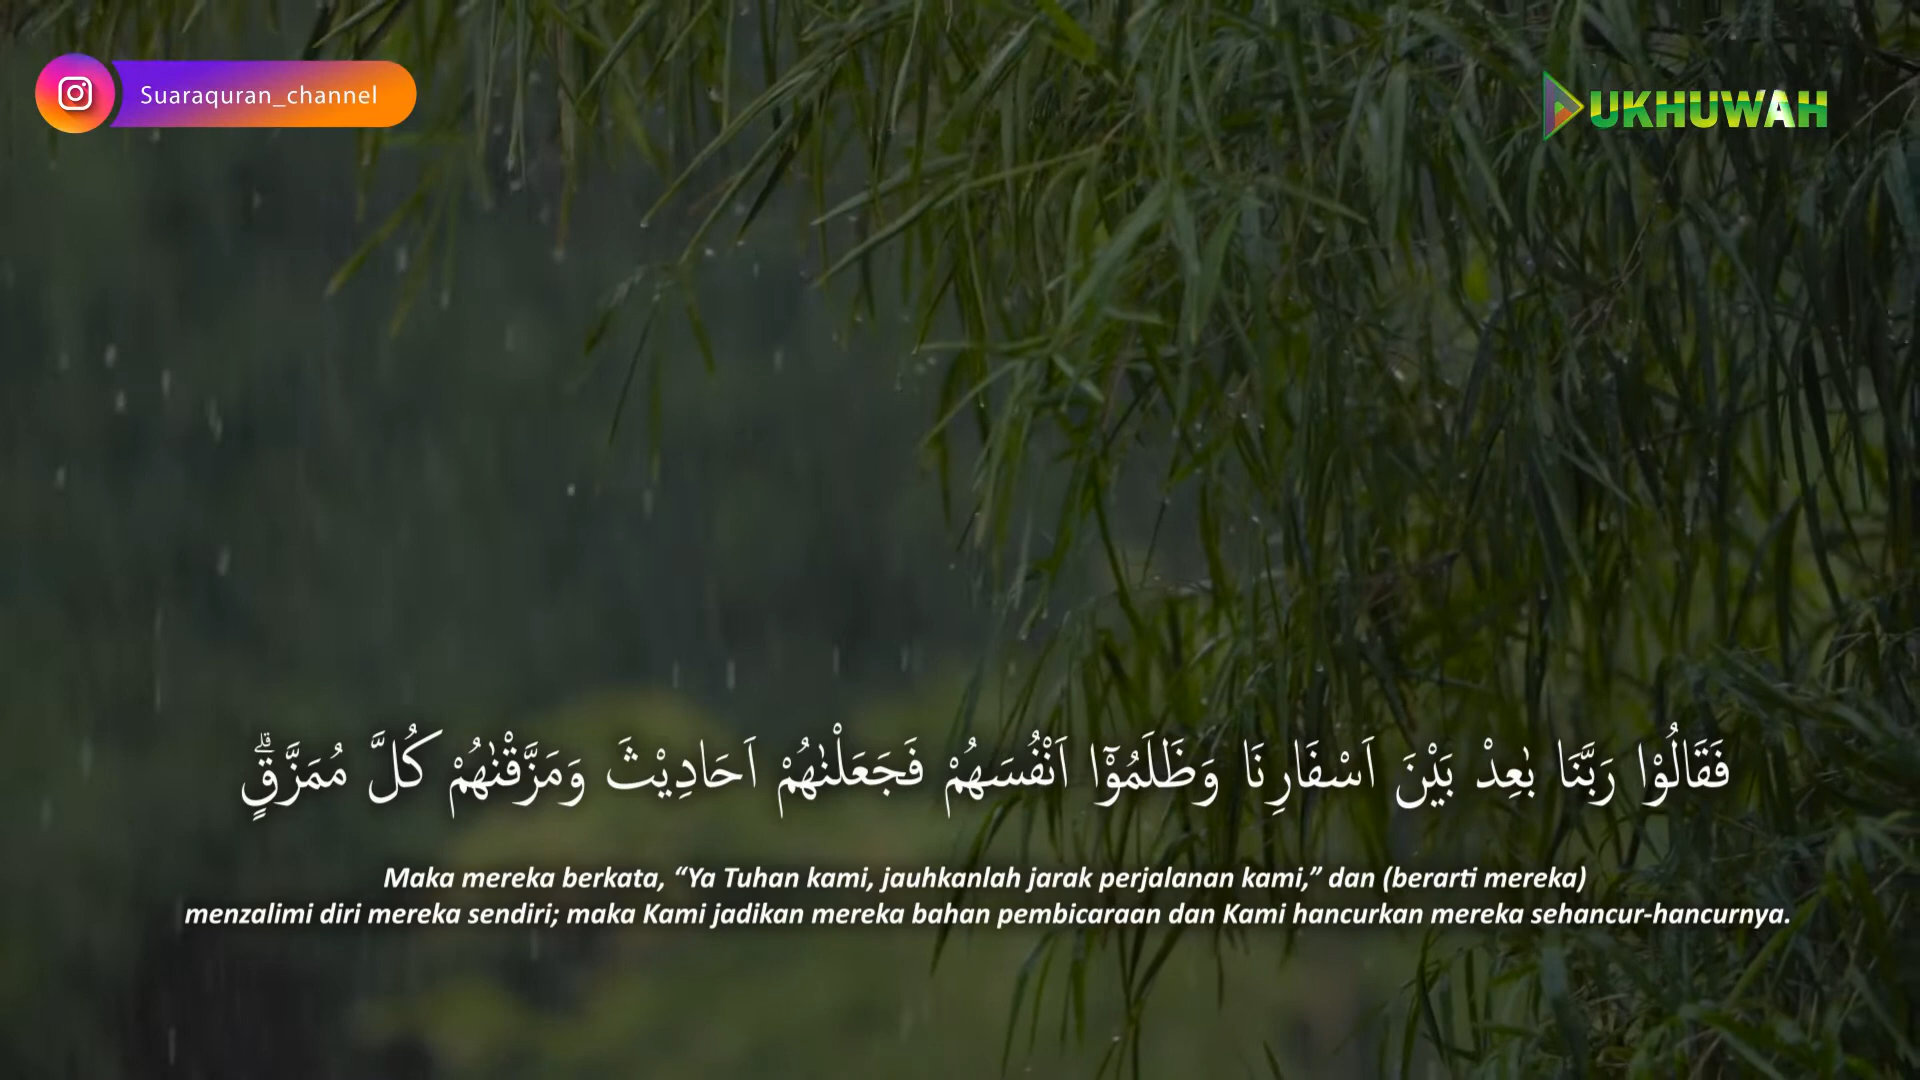 Suaraquran_channel
UKHUWAH
فَقَالُوْا رَبَّنَا بٰعِدْ بَيْنَ اَسْفَارِنَا وَظَلَمُوْٓا اَنْفُسَهُمْ فَجَعَلْنٰهُمْ اَحَادِيْثَ وَمَزَّقْنٰهُمْ كُلَّ مُمَزَّقٍۗ
Maka mereka berkata, “Ya Tuhan kami, jauhkanlah jarak perjalanan kami,” dan (berarti mereka)
menzalimi diri mereka sendiri; maka Kami jadikan mereka bahan pembicaraan dan Kami hancurkan mereka sehancur-hancurnya.